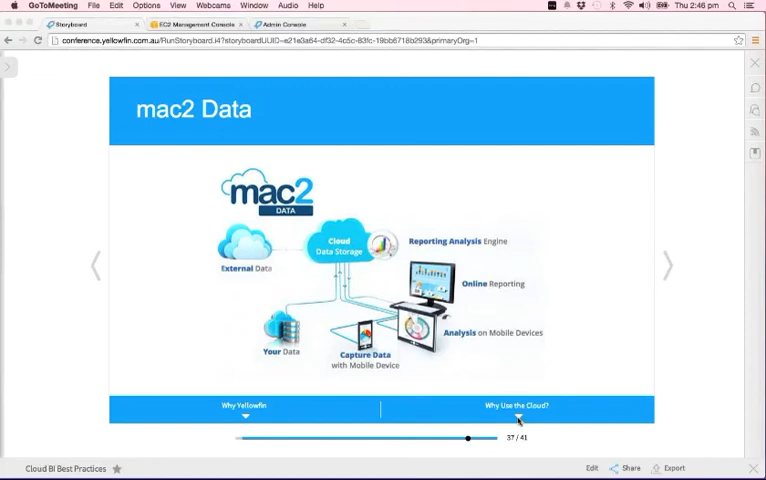 GoToMeeting File Edit Options View Webcams Window Audio Help
Thu 2:46 pm
Storyboard
EC2 Management Console
Admin Console
conference.yellowfin.com.au/RunStoryboard.i4?storyboardUUID=e21e3a64-df32-4c5c-83fc-19bb6718b293&primaryOrg=1
mac2 Data
mac2
DATA
Cloud
Data Storage
Reporting Analysis Engine
External Data
Online Reporting
Analysis on Mobile Devices
Your Data
Capture Data
with Mobile Device
Why Yellowfin
Why Use the Cloud?
37 / 41
Cloud BI Best Practices
Edit
Share
Export